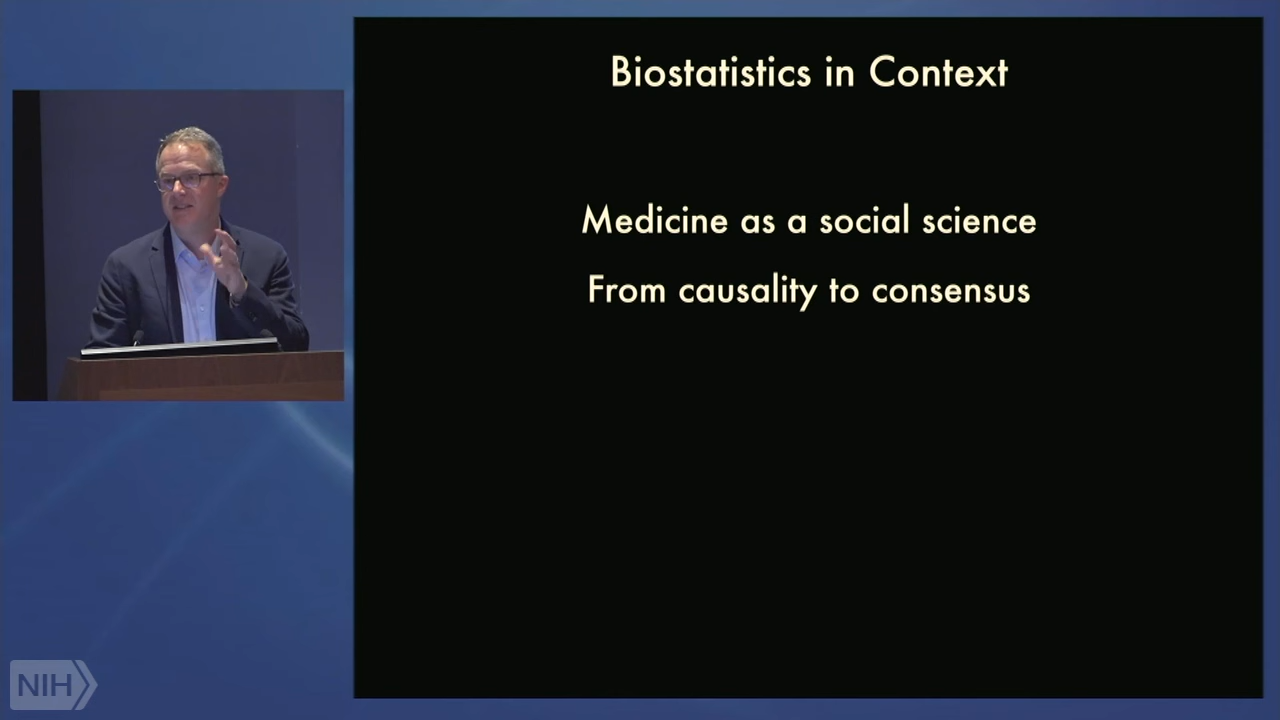 Biostatistics in Context
Medicine as a social science
From causality to consensus
NIH